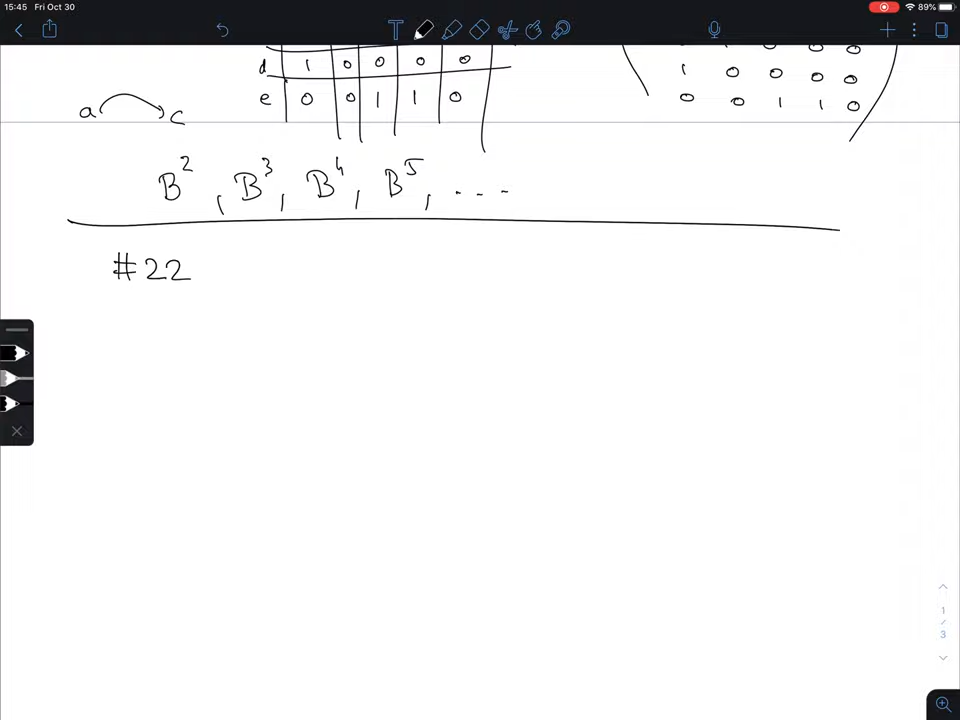 15:45 Fri Oct 30
89%
T
d 1 0 0 0 0
1 0 0 0 0
e 0 0 1 1 0
0 0 1 1 0
a c
B², B³, B⁴, B⁵, ...
#22
1
/
3